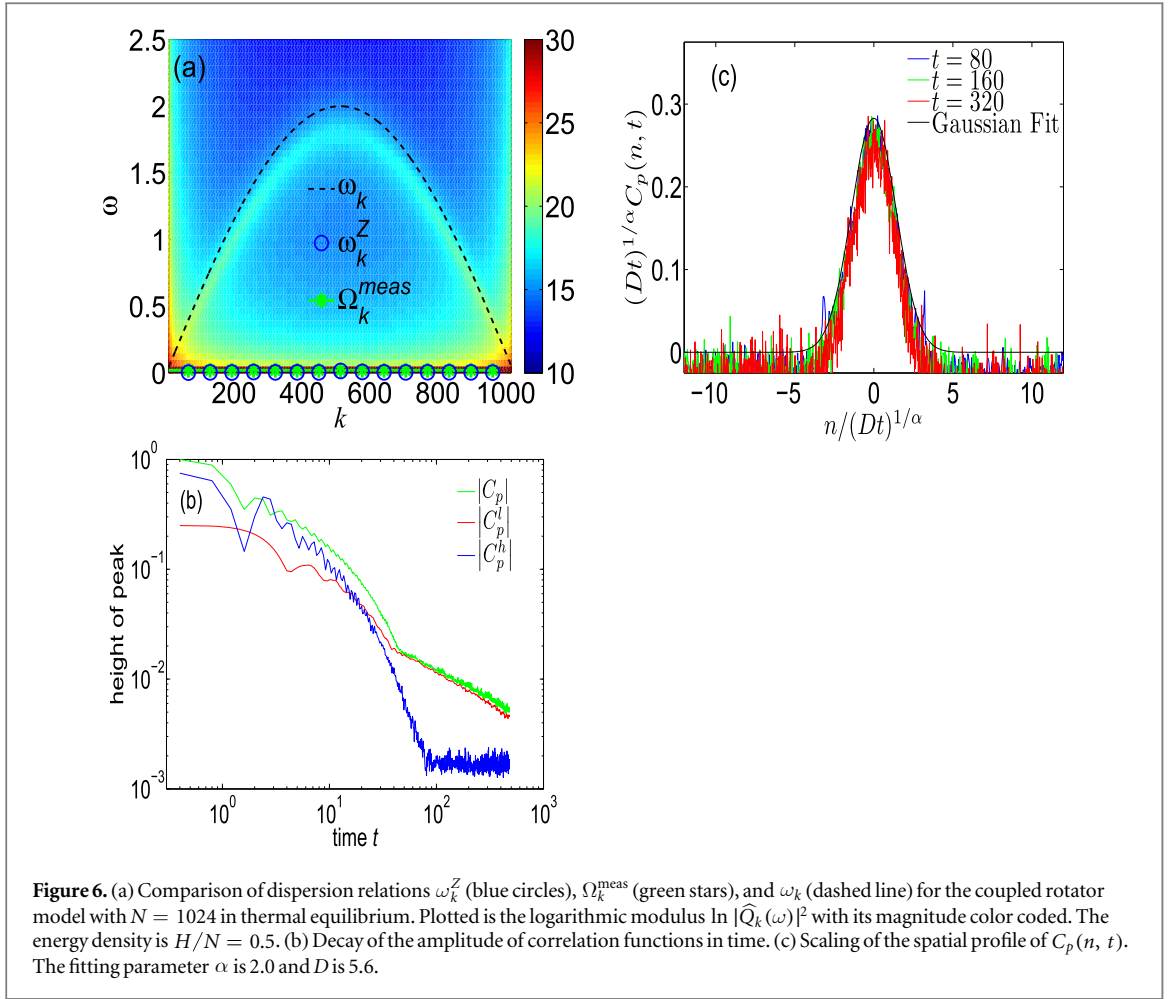 2.5
2
1.5
1
0.5
0
ω
(a)
ω_k
ω_k^Z
Ω_k^meas
200 400 600 800 1000
k
30
25
20
15
10
(c)
t = 80
t = 160
t = 320
Gaussian Fit
0.3
0.2
0.1
0
(Dt)^{1/α}C_p(n, t)
−10 −5 0 5 10
n/(Dt)^{1/α}
10^0
10^{-1}
10^{-2}
10^{-3}
height of peak
(b)
|C_p|
|C_p^l|
|C_p^h|
10^0 10^1 10^2 10^3
time t
Figure 6. (a) Comparison of dispersion relations ω_k^Z (blue circles), Ω_k^meas (green stars), and ω_k (dashed line) for the coupled rotator
model with N = 1024 in thermal equilibrium. Plotted is the logarithmic modulus ln |Q̂_k(ω)|^2 with its magnitude color coded. The
energy density is H/N = 0.5. (b) Decay of the amplitude of correlation functions in time. (c) Scaling of the spatial profile of C_p(n, t).
The fitting parameter α is 2.0 and D is 5.6.